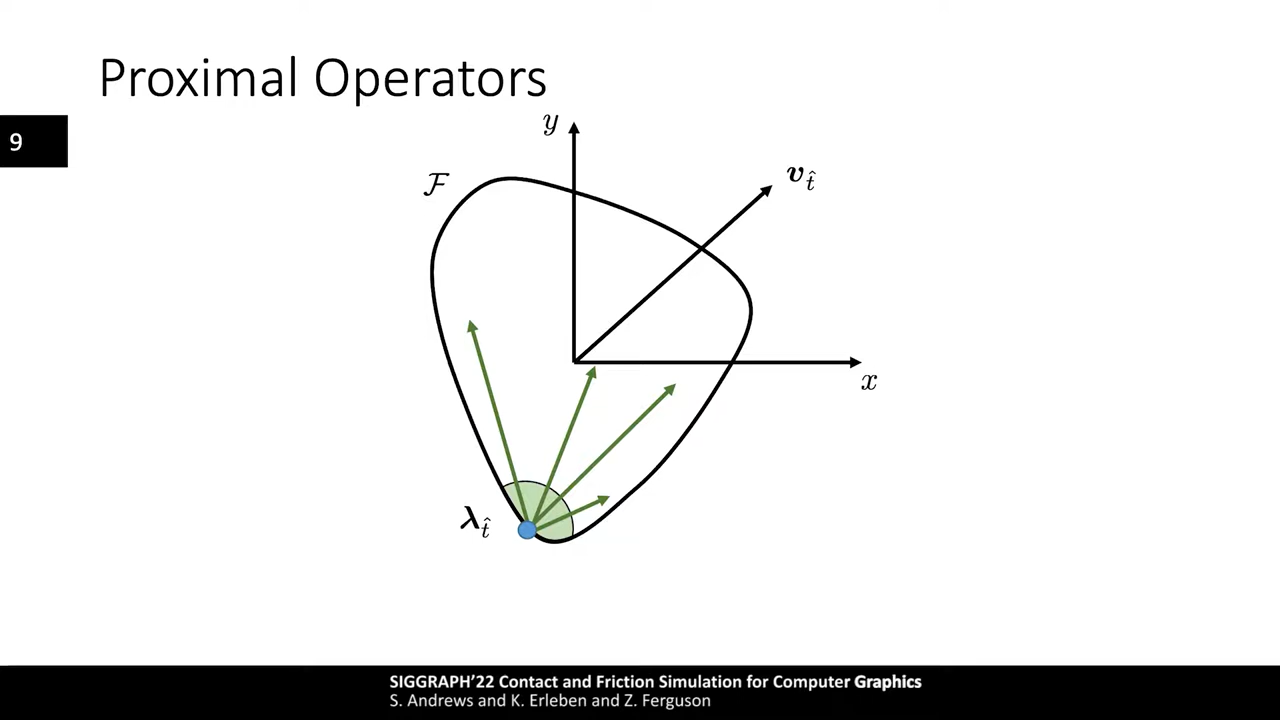 Proximal Operators
9
y
ℱ
𝒗_t̂
x
𝝀_t̂
SIGGRAPH’22 Contact and Friction Simulation for Computer Graphics
S. Andrews and K. Erleben and Z. Ferguson